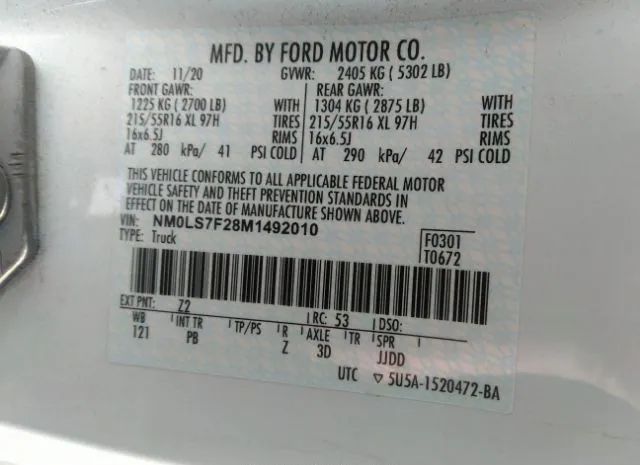 MFD. BY FORD MOTOR CO.
DATE: 11/20 GVWR: 2405 KG ( 5302 LB)
FRONT GAWR: REAR GAWR:
1225 KG ( 2700 LB) WITH 1304 KG ( 2875 LB) WITH
215/55R16 XL 97H TIRES 215/55R16 XL 97H TIRES
16x6.5J RIMS 16x6.5J RIMS
AT 280 kPa/ 41 PSI COLD AT 290 kPa/ 42 PSI COLD
THIS VEHICLE CONFORMS TO ALL APPLICABLE FEDERAL MOTOR
VEHICLE SAFETY AND THEFT PREVENTION STANDARDS IN
EFFECT ON THE DATE OF MANUFACTURE SHOWN ABOVE.
VIN: NM0LS7F28M1492010
TYPE: Truck
F0301
T0672
EXT PNT: Z2 RC: 53 DSO:
WB INT TR TP/PS R AXLE TR SPR
121 PB Z 3D JJDD
UTC ▽ 5U5A-1520472-BA